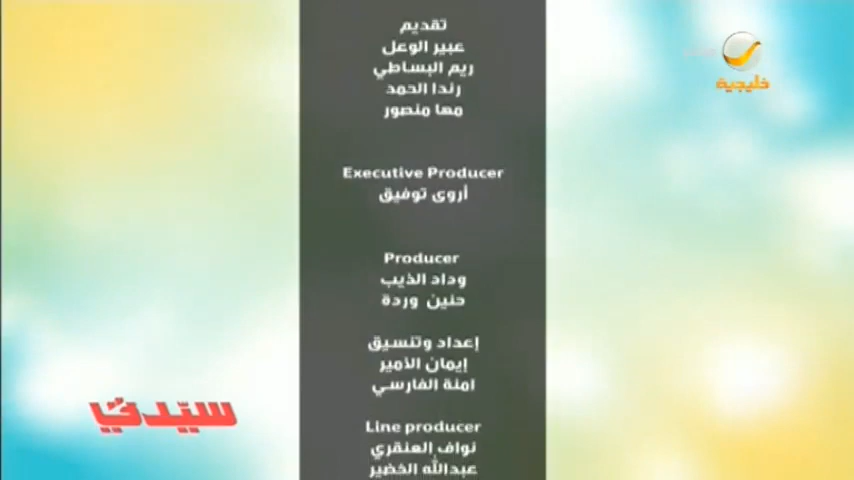 تقديم
عبير الوعل
ريم البساطي
رندا الحمد
مها منصور
Executive Producer
أروى توفيق
Producer
وداد الذيب
حنين وردة
إعداد وتنسيق
إيمان الأمير
امنة الفارسي
Line producer
نواف العنقري
عبدالله الخضير
خليجية
سيدتي